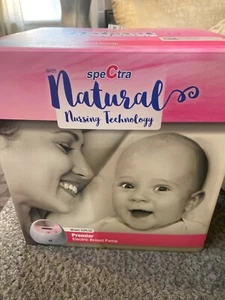 speCtra
Natural
Nursing Technology
Premier
Electric Breast Pump